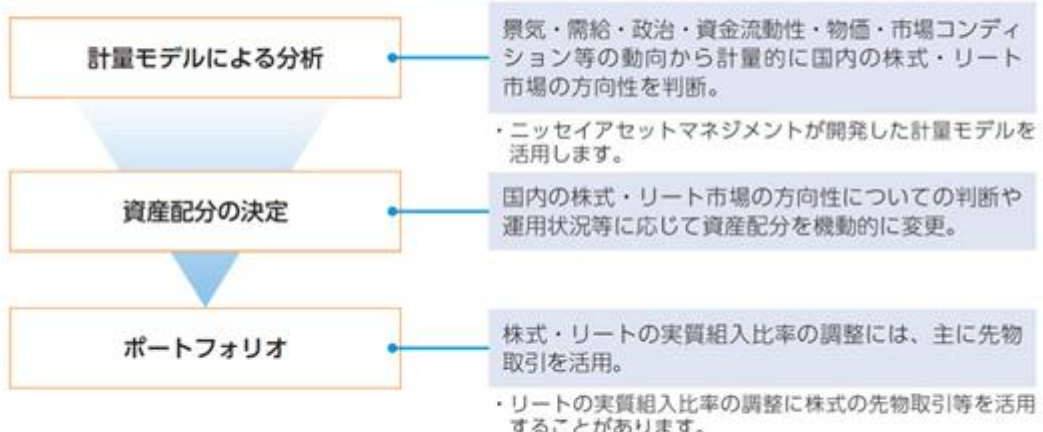 計量モデルによる分析
景気・需給・政治・資金流動性・物価・市場コンディ
ション等の動向から計量的に国内の株式・リート
市場の方向性を判断。
・ニッセイアセットマネジメントが開発した計量モデルを
活用します。
資産配分の決定
国内の株式・リート市場の方向性についての判断や
運用状況等に応じて資産配分を機動的に変更。
ポートフォリオ
株式・リートの実質組入比率の調整には、主に先物
取引を活用。
・リートの実質組入比率の調整に株式の先物取引等を活用
することがあります。